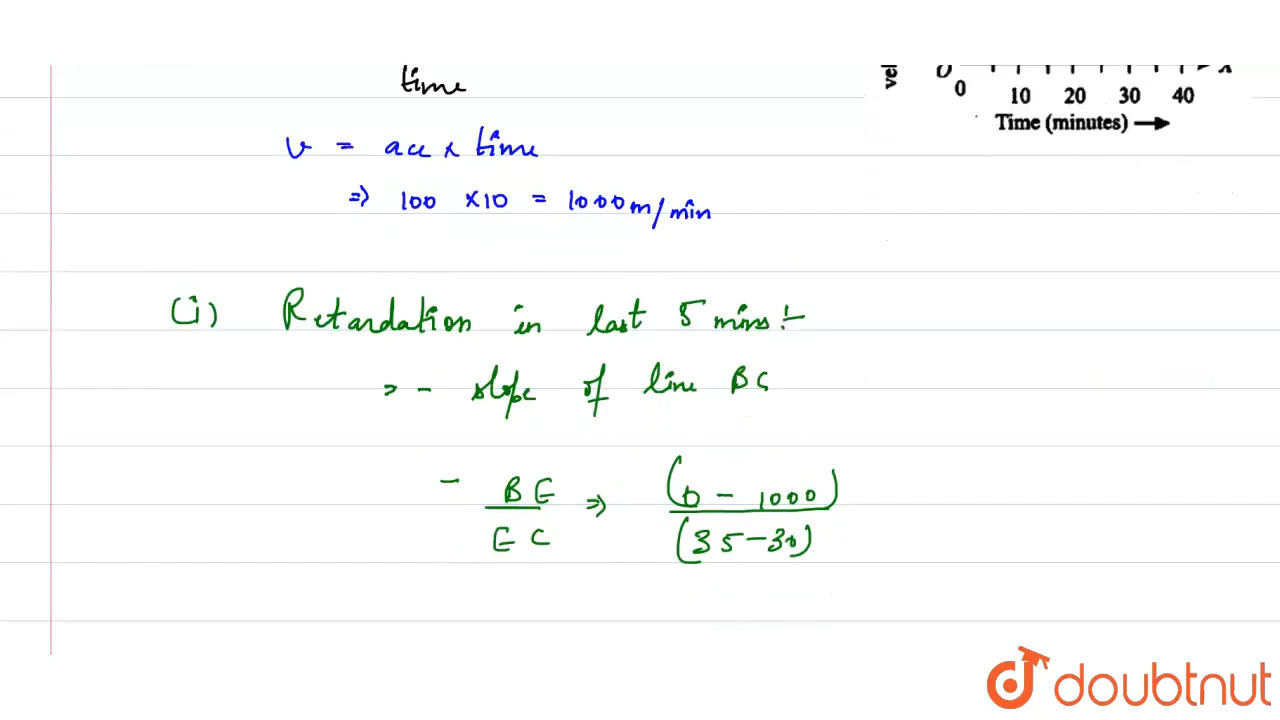 time
vel
O
X
0
10 20 30 40
Time (minutes) →
v = acc x time
⇒ 100 x10 = 1000m/min
(i) Retardation in last 5 mins:-
⇒ - slope of line BC
- BE ⇒ (0 - 1000)
EC (35-30)
doubtnut